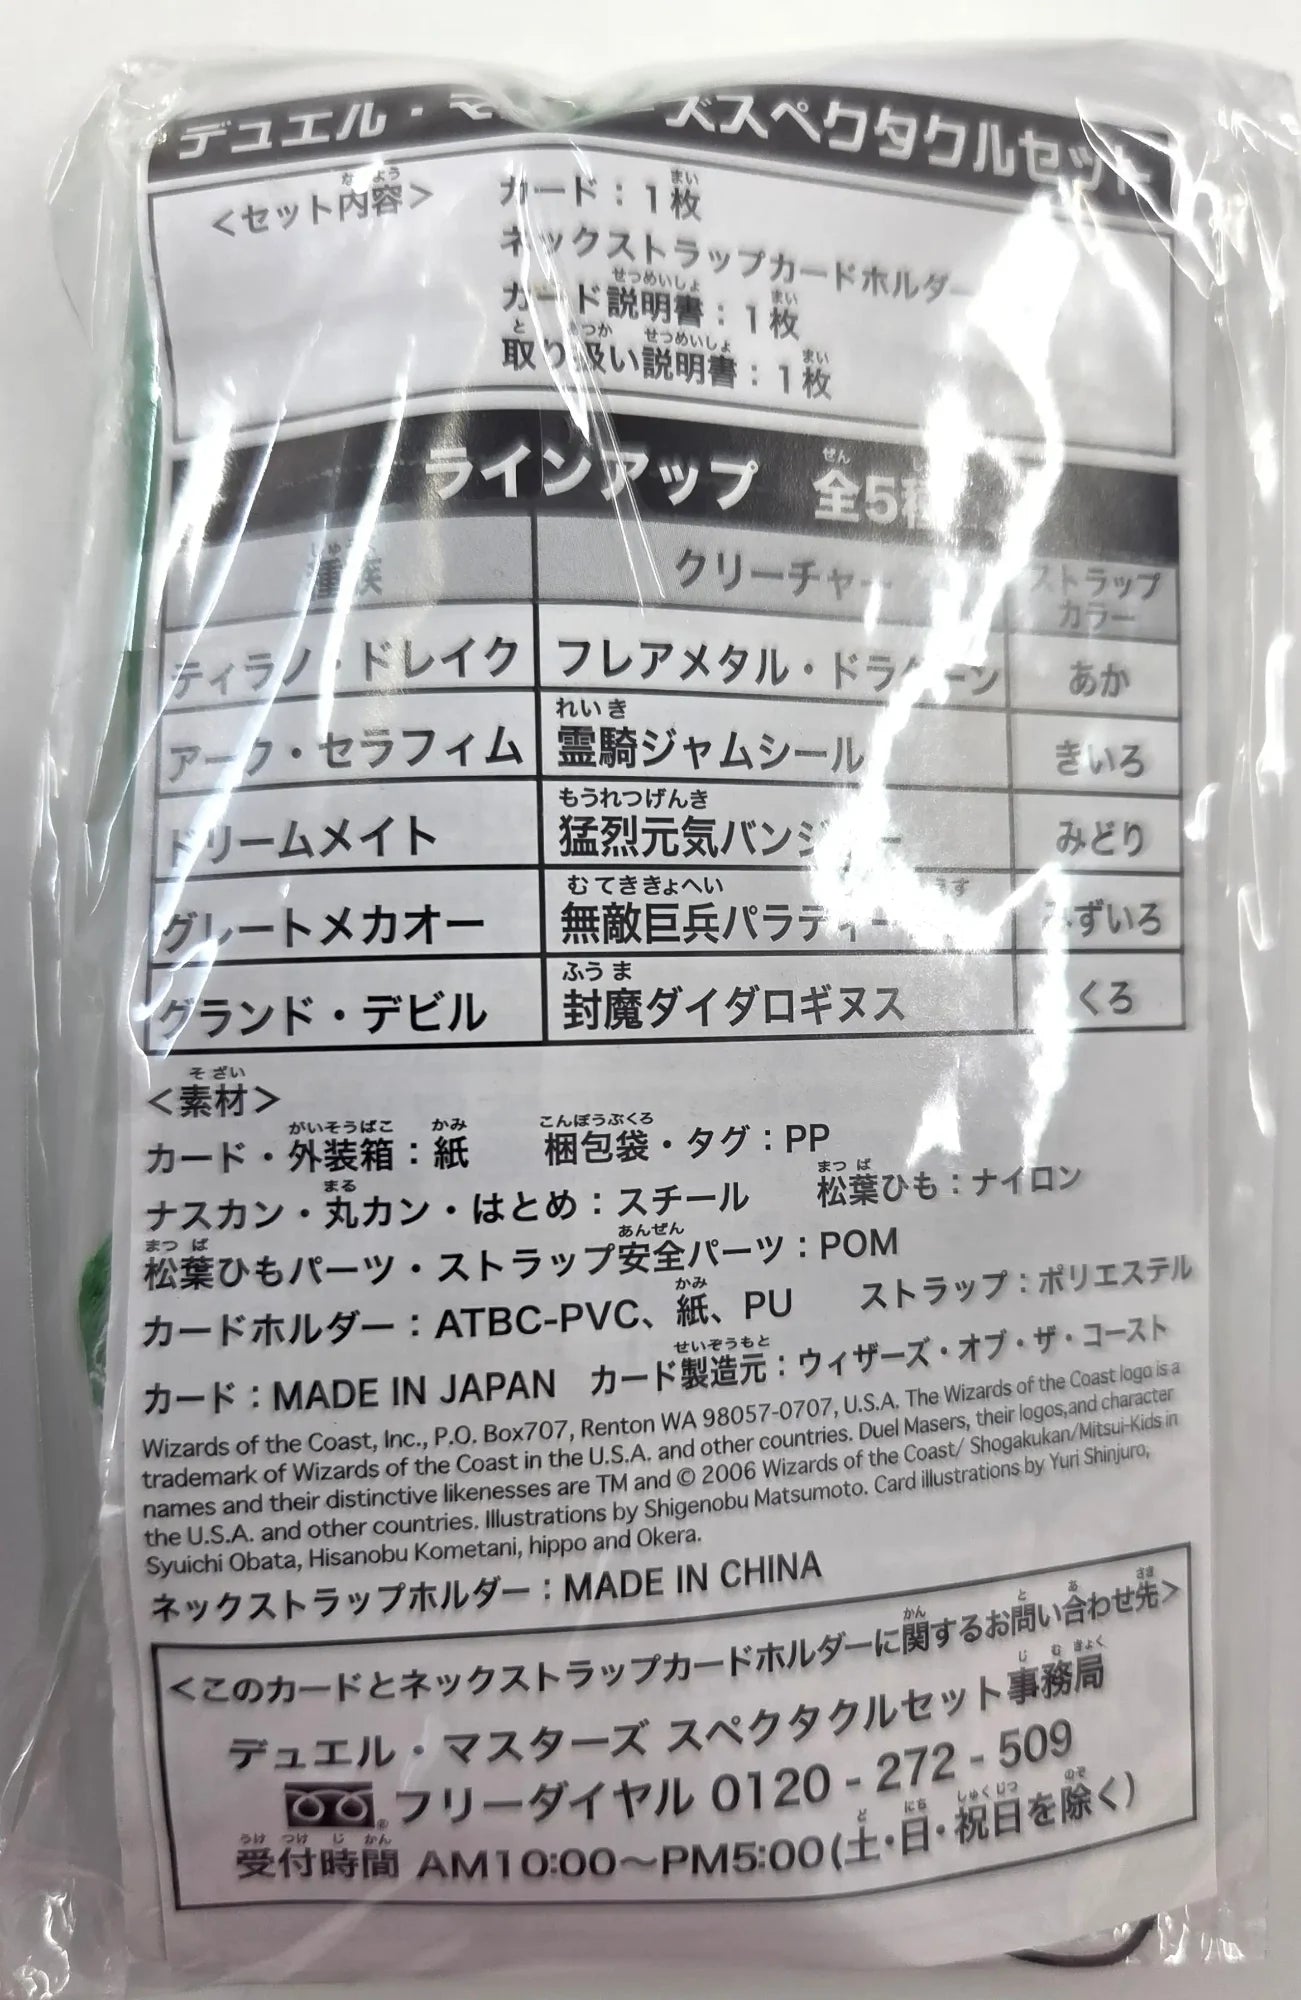 デュエル・マ ーズスペクタクルセット
<セット内容> カード：1枚
ネックストラップカードホルダー
カード説明書：1枚
取り扱い説明書：1枚
ラインアップ 全5種
種族 クリーチャー ストラップカラー
ティラノ・ドレイク フレアメタル・ドラグーン あか
アーク・セラフィム 霊騎ジャムシール きいろ
ドリームメイト 猛烈元気バンジ ー みどり
グレートメカオー 無敵巨兵パラディー みずいろ
グランド・デビル 封魔ダイダロギヌス くろ
<素材>
カード・外装箱：紙 梱包袋・タグ：PP
ナスカン・丸カン・はとめ：スチール 松葉ひも：ナイロン
松葉ひもパーツ・ストラップ安全パーツ：POM
カードホルダー：ATBC-PVC、紙、PU ストラップ：ポリエステル
カード：MADE IN JAPAN カード製造元：ウィザーズ・オブ・ザ・コースト
Wizards of the Coast, Inc., P.O. Box707, Renton WA 98057-0707, U.S.A. The Wizards of the Coast logo is a
trademark of Wizards of the Coast in the U.S.A. and other countries. Duel Masers, their logos,and character
names and their distinctive likenesses are TM and © 2006 Wizards of the Coast/ Shogakukan/Mitsui-Kids in
the U.S.A. and other countries. Illustrations by Shigenobu Matsumoto. Card illustrations by Yuri Shinjuro,
Syuichi Obata, Hisanobu Kometani, hippo and Okera.
ネックストラップホルダー：MADE IN CHINA
<このカードとネックストラップカードホルダーに関するお問い合わせ先>
デュエル・マスターズ スペクタクルセット事務局
フリーダイヤル 0120-272-509
受付時間 AM10:00〜PM5:00(土・日・祝日を除く)